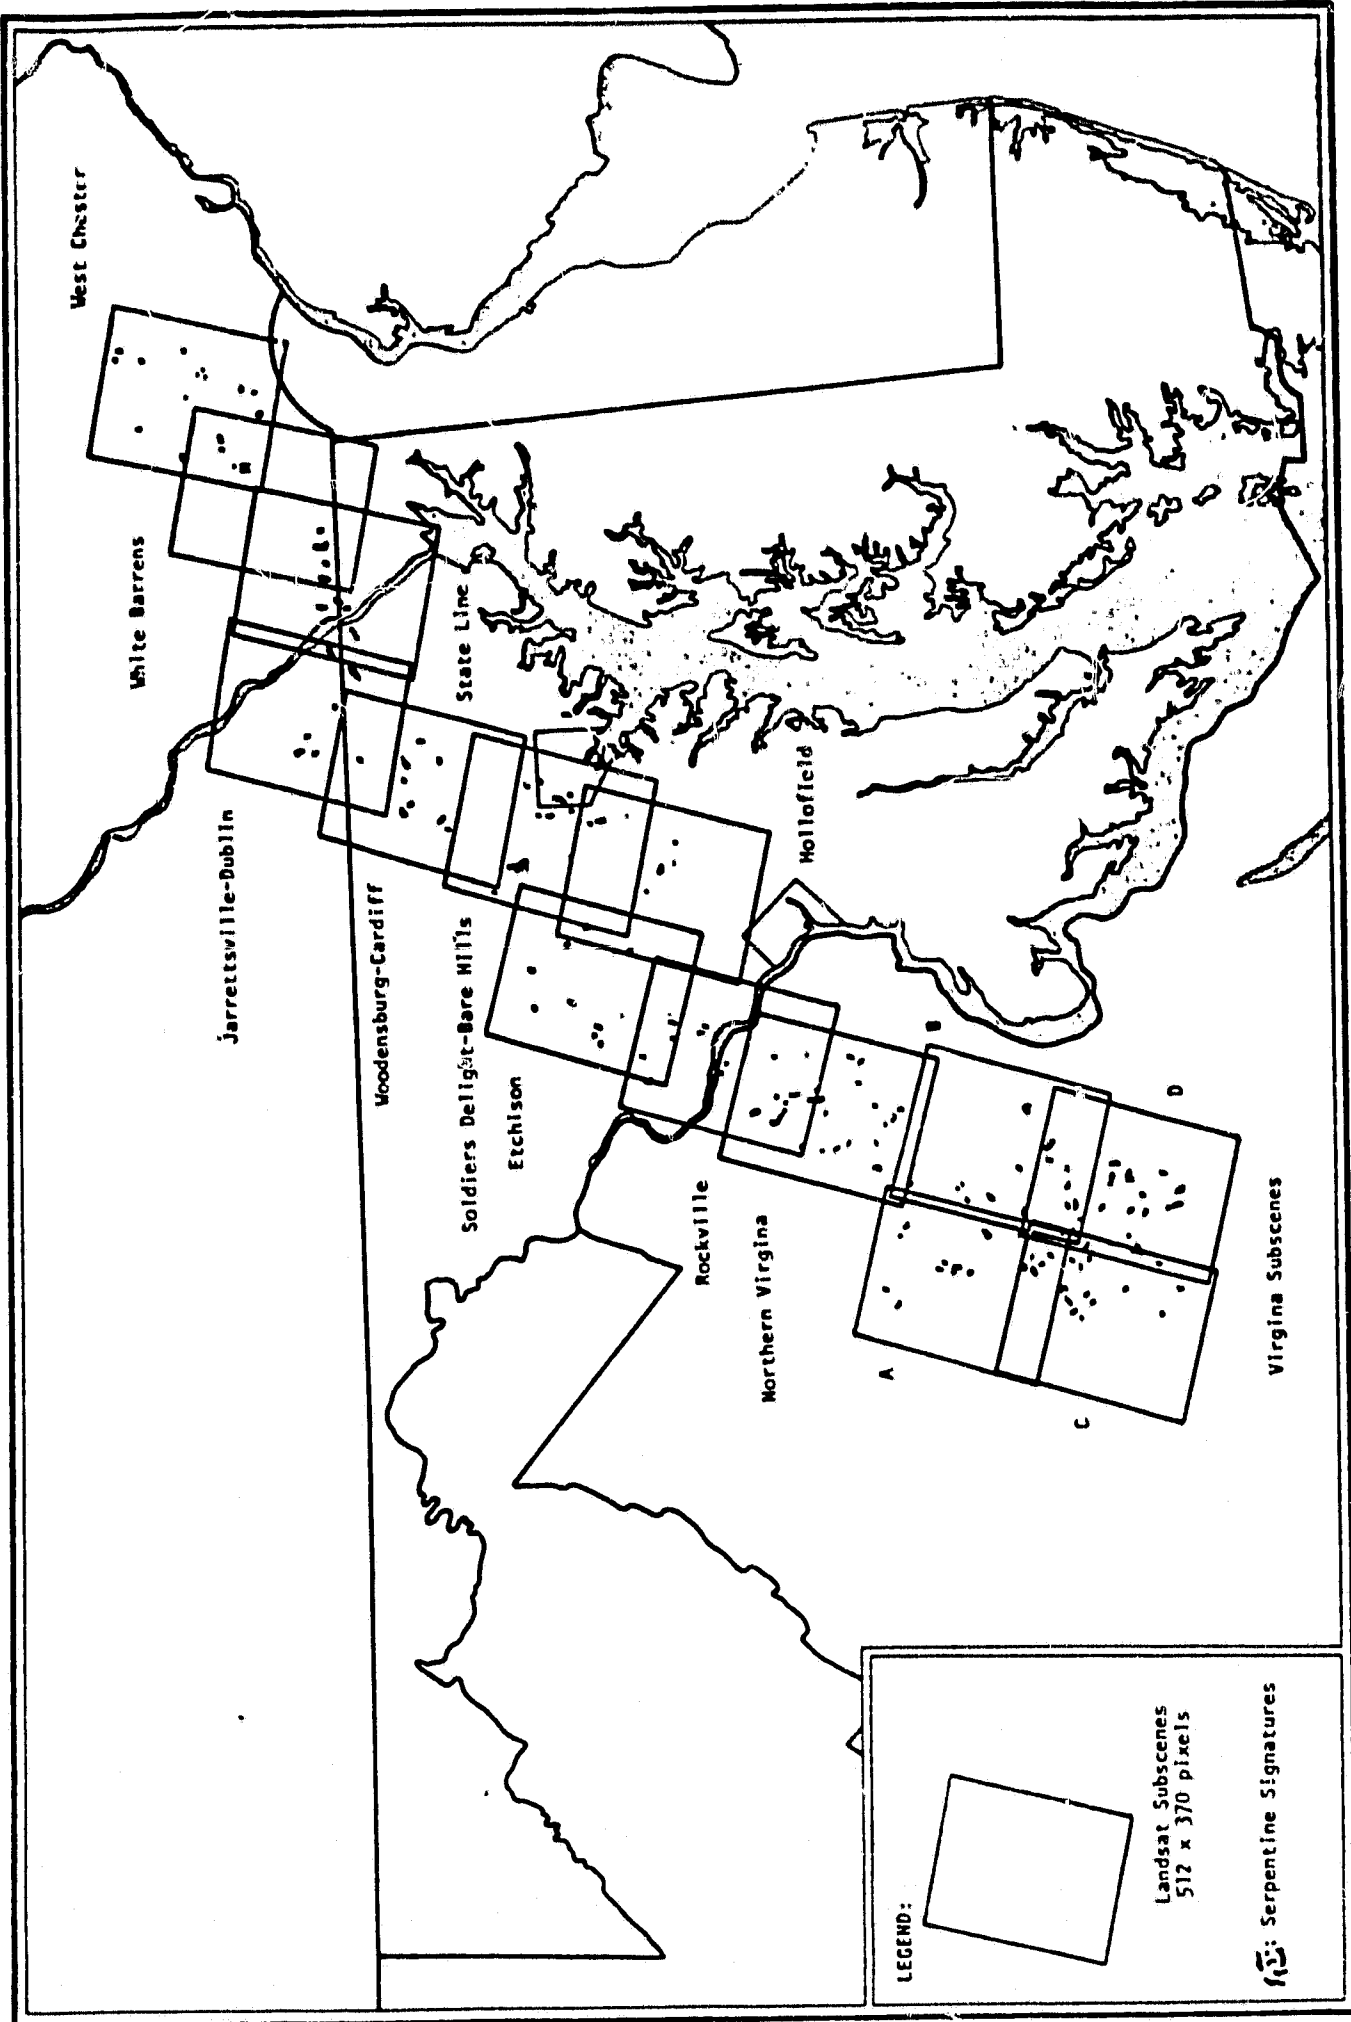 West Chester
White Barrens
State Line
Jarrettsville-Dublin
Woodensburg-Cardiff
Soldiers Delight-Bare Hills
Hollofield
Etchison
Rockville
Northern Virgina
B
D
A
C
Virgina Subscenes
LEGEND:
Landsat Subscenes
512 x 370 pixels
: Serpentine Signatures